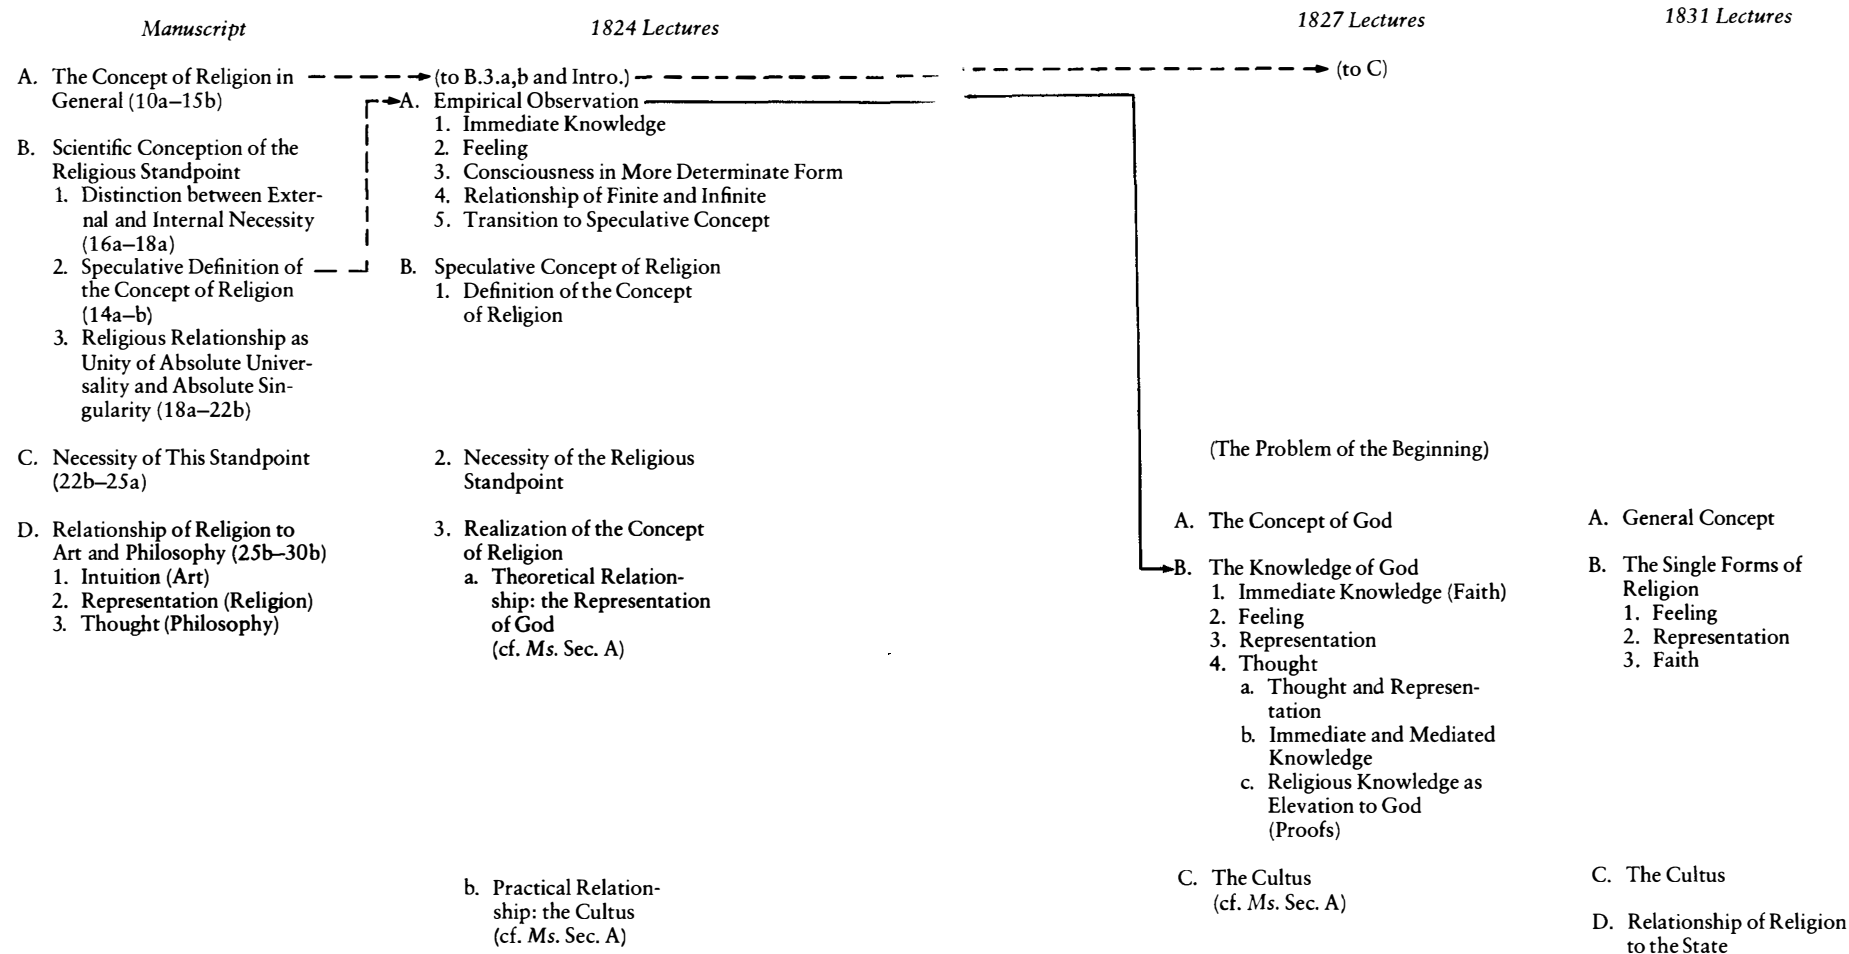 Manuscript
A. The Concept of Religion in
General (10a–15b)
B. Scientific Conception of the
Religious Standpoint
1. Distinction between Exter-
nal and Internal Necessity
(16a–18a)
2. Speculative Definition of
the Concept of Religion
(14a–b)
3. Religious Relationship as
Unity of Absolute Univer-
sality and Absolute Sin-
gularity (18a–22b)
C. Necessity of This Standpoint
(22b–25a)
D. Relationship of Religion to
Art and Philosophy (25b–30b)
1. Intuition (Art)
2. Representation (Religion)
3. Thought (Philosophy)
1824 Lectures
(to B.3.a,b and Intro.)
A. Empirical Observation
1. Immediate Knowledge
2. Feeling
3. Consciousness in More Determinate Form
4. Relationship of Finite and Infinite
5. Transition to Speculative Concept
B. Speculative Concept of Religion
1. Definition of the Concept
of Religion
2. Necessity of the Religious
Standpoint
3. Realization of the Concept
of Religion
a. Theoretical Relation-
ship: the Representation
of God
(cf. Ms. Sec. A)
b. Practical Relation-
ship: the Cultus
(cf. Ms. Sec. A)
1827 Lectures
(to C)
(The Problem of the Beginning)
A. The Concept of God
B. The Knowledge of God
1. Immediate Knowledge (Faith)
2. Feeling
3. Representation
4. Thought
a. Thought and Represen-
tation
b. Immediate and Mediated
Knowledge
c. Religious Knowledge as
Elevation to God
(Proofs)
C. The Cultus
(cf. Ms. Sec. A)
1831 Lectures
A. General Concept
B. The Single Forms of
Religion
1. Feeling
2. Representation
3. Faith
C. The Cultus
D. Relationship of Religion
to the State